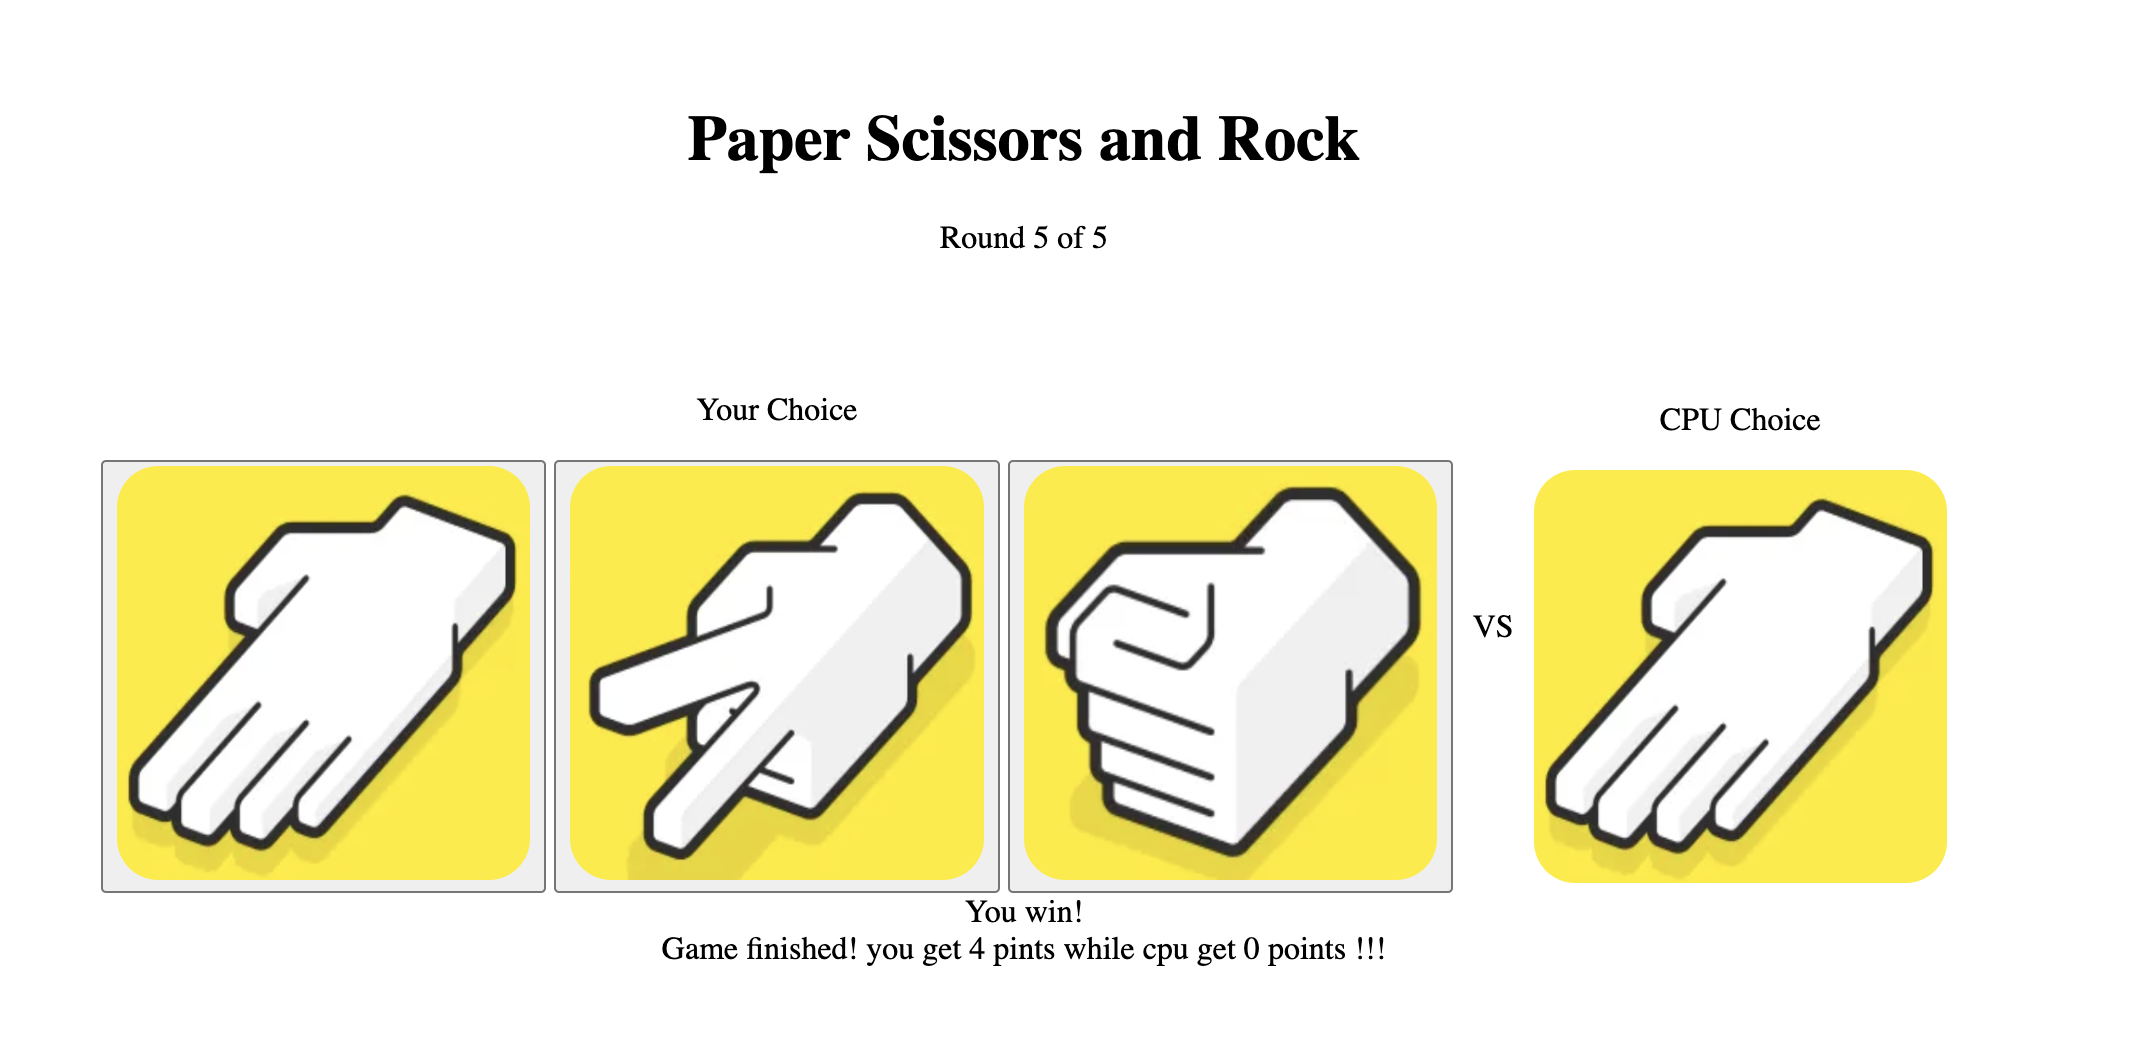 Paper Scissors and Rock
Round 5 of 5
Your Choice
CPU Choice
VS
You win!
Game finished! you get 4 pints while cpu get 0 points !!!